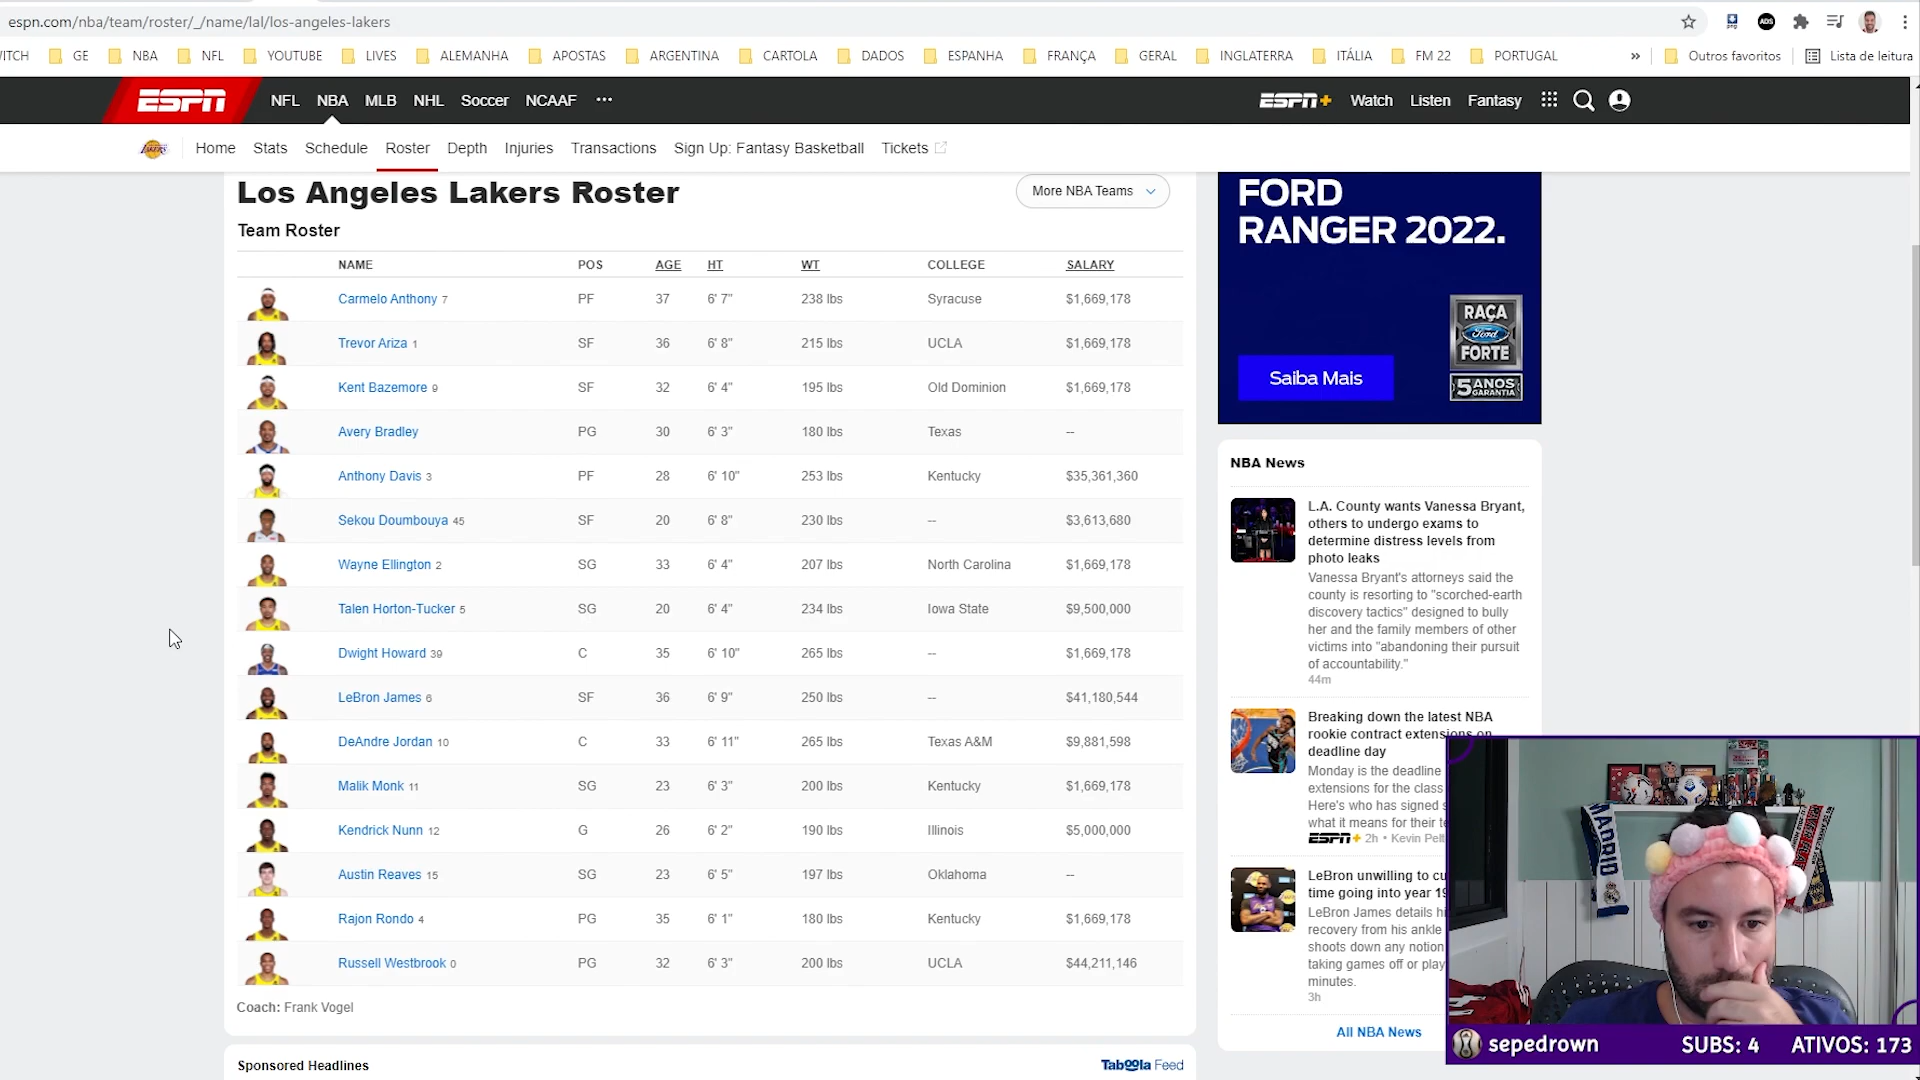 espn.com/nba/team/roster/_/name/lal/los-angeles-lakers
GE NBA NFL YOUTUBE LIVES ALEMANHA APOSTAS ARGENTINA CARTOLA DADOS ESPANHA FRANÇA GERAL INGLATERRA ITÁLIA FM 22 PORTUGAL » Outros favoritos Lista de leitura
ESPN NFL NBA MLB NHL Soccer NCAAF ••• ESPN+ Watch Listen Fantasy
LAKERS Home Stats Schedule Roster Depth Injuries Transactions Sign Up: Fantasy Basketball Tickets
Los Angeles Lakers Roster
More NBA Teams
Team Roster
NAME POS AGE HT WT COLLEGE SALARY
Carmelo Anthony 7 PF 37 6' 7" 238 lbs Syracuse $1,669,178
Trevor Ariza 1 SF 36 6' 8" 215 lbs UCLA $1,669,178
Kent Bazemore 9 SF 32 6' 4" 195 lbs Old Dominion $1,669,178
Avery Bradley PG 30 6' 3" 180 lbs Texas --
Anthony Davis 3 PF 28 6' 10" 253 lbs Kentucky $35,361,360
Sekou Doumbouya 45 SF 20 6' 8" 230 lbs -- $3,613,680
Wayne Ellington 2 SG 33 6' 4" 207 lbs North Carolina $1,669,178
Talen Horton-Tucker 5 SG 20 6' 4" 234 lbs Iowa State $9,500,000
Dwight Howard 39 C 35 6' 10" 265 lbs -- $1,669,178
LeBron James 6 SF 36 6' 9" 250 lbs -- $41,180,544
DeAndre Jordan 10 C 33 6' 11" 265 lbs Texas A&M $9,881,598
Malik Monk 11 SG 23 6' 3" 200 lbs Kentucky $1,669,178
Kendrick Nunn 12 G 26 6' 2" 190 lbs Illinois $5,000,000
Austin Reaves 15 SG 23 6' 5" 197 lbs Oklahoma --
Rajon Rondo 4 PG 35 6' 1" 180 lbs Kentucky $1,669,178
Russell Westbrook 0 PG 32 6' 3" 200 lbs UCLA $44,211,146
Coach: Frank Vogel
Sponsored Headlines
Taboola Feed
FORD
RANGER 2022.
RAÇA
Ford
FORTE
5 ANOS
GARANTIA
Saiba Mais
NBA News
L.A. County wants Vanessa Bryant,
others to undergo exams to
determine distress levels from
photo leaks
Vanessa Bryant's attorneys said the
county is resorting to "scorched-earth
discovery tactics" designed to bully
her and the family members of other
victims into "abandoning their pursuit
of accountability."
44m
Breaking down the latest NBA
rookie contract extensions on
deadline day
Monday is the deadline
extensions for the class
Here's who has signed
what it means for their
ESPN+ 2h • Kevin
LeBron unwilling to
time going into year
LeBron James details
recovery from his ankle
shoots down any notion
taking games off or
minutes.
3h
All NBA News
MADRID
sepedrown SUBS: 4 ATIVOS: 173